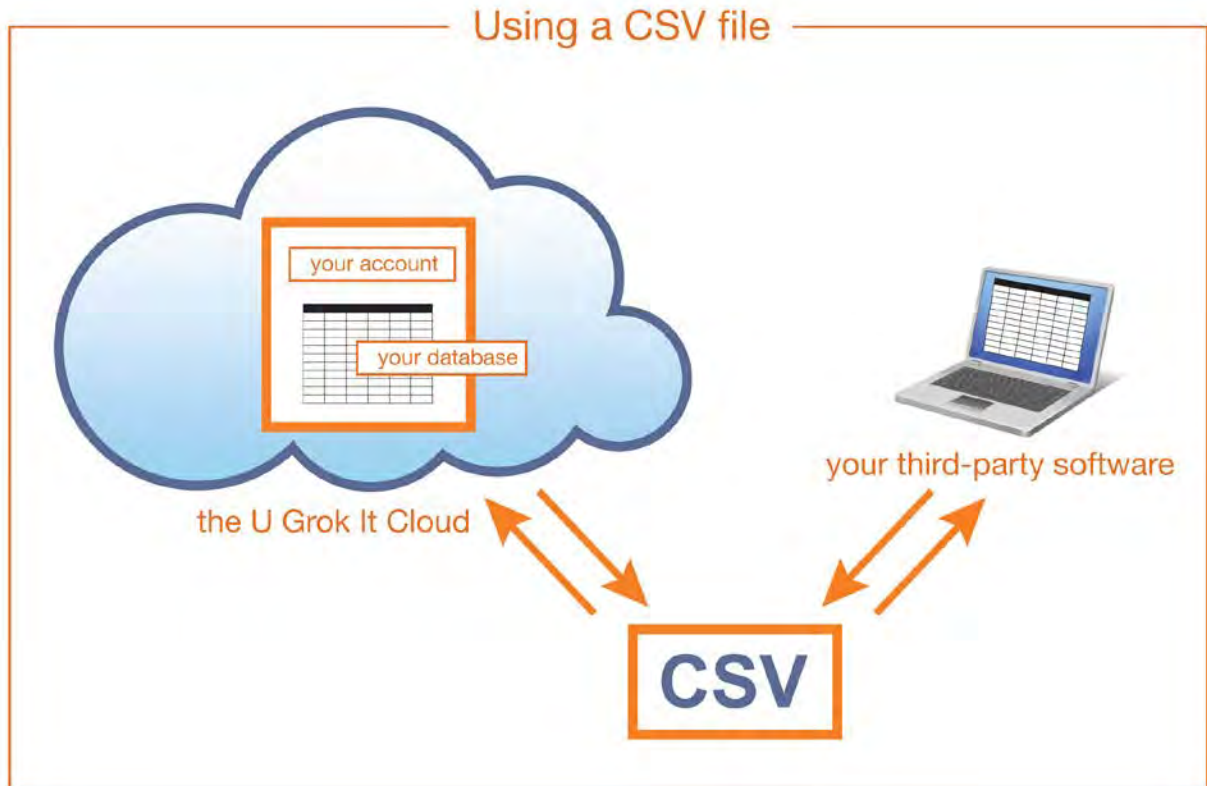 Using a CSV file
your account
your database
your third-party software
the U Grok It Cloud
CSV